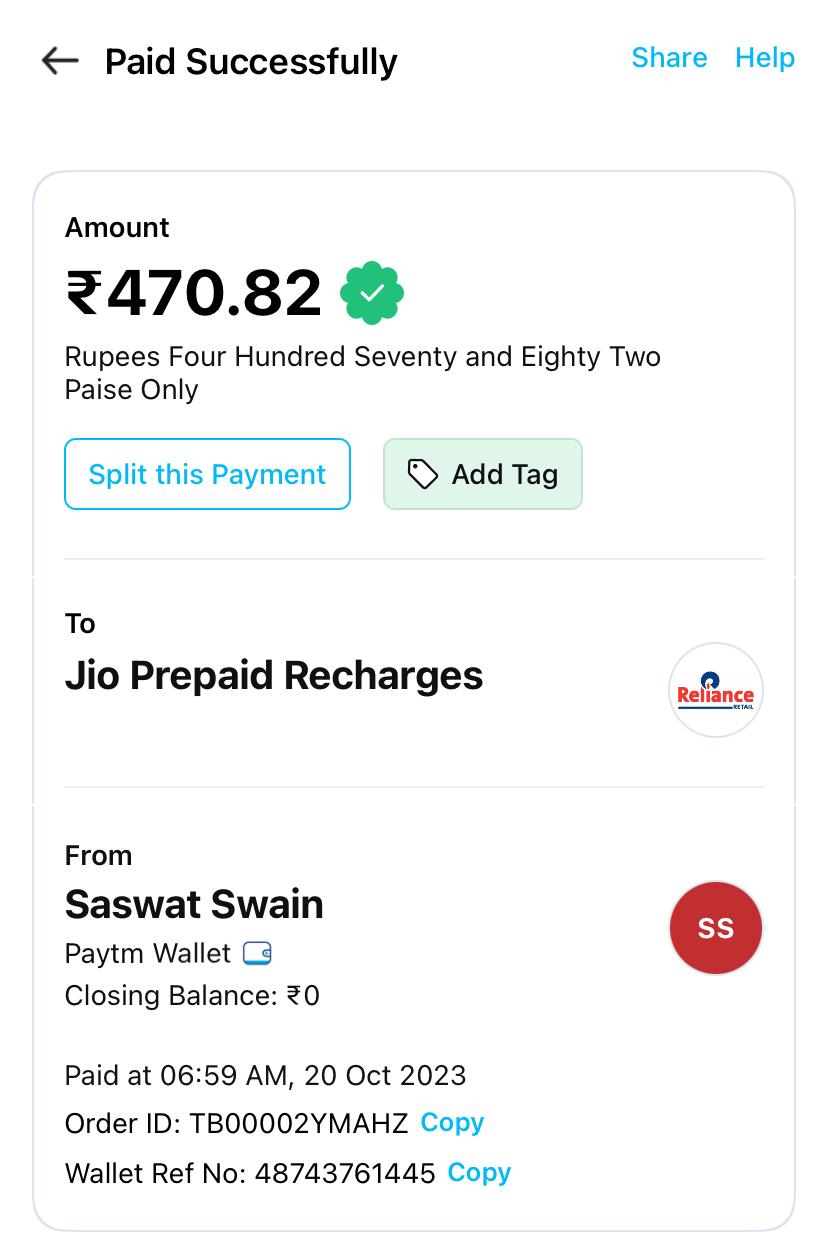 Paid Successfully
Share Help
Amount
₹470.82
Rupees Four Hundred Seventy and Eighty Two
Paise Only
Split this Payment
Add Tag
To
Jio Prepaid Recharges
Reliance
RETAIL
From
Saswat Swain
SS
Paytm Wallet
Closing Balance: ₹0
Paid at 06:59 AM, 20 Oct 2023
Order ID: TB00002YMAHZ Copy
Wallet Ref No: 48743761445 Copy